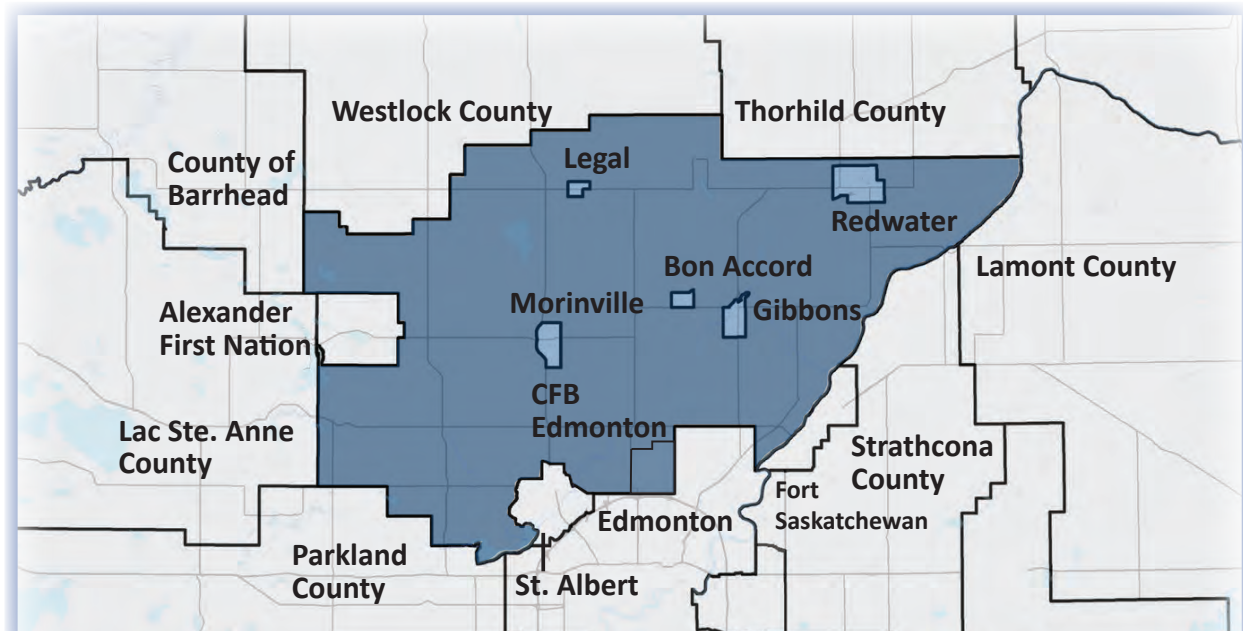 Westlock County
Thorhild County
County of
Barrhead
Legal
Redwater
Bon Accord
Lamont County
Alexander
First Nation
Morinville
Gibbons
CFB
Edmonton
Lac Ste. Anne
County
Strathcona
County
Fort
Saskatchewan
Edmonton
Parkland
County
St. Albert